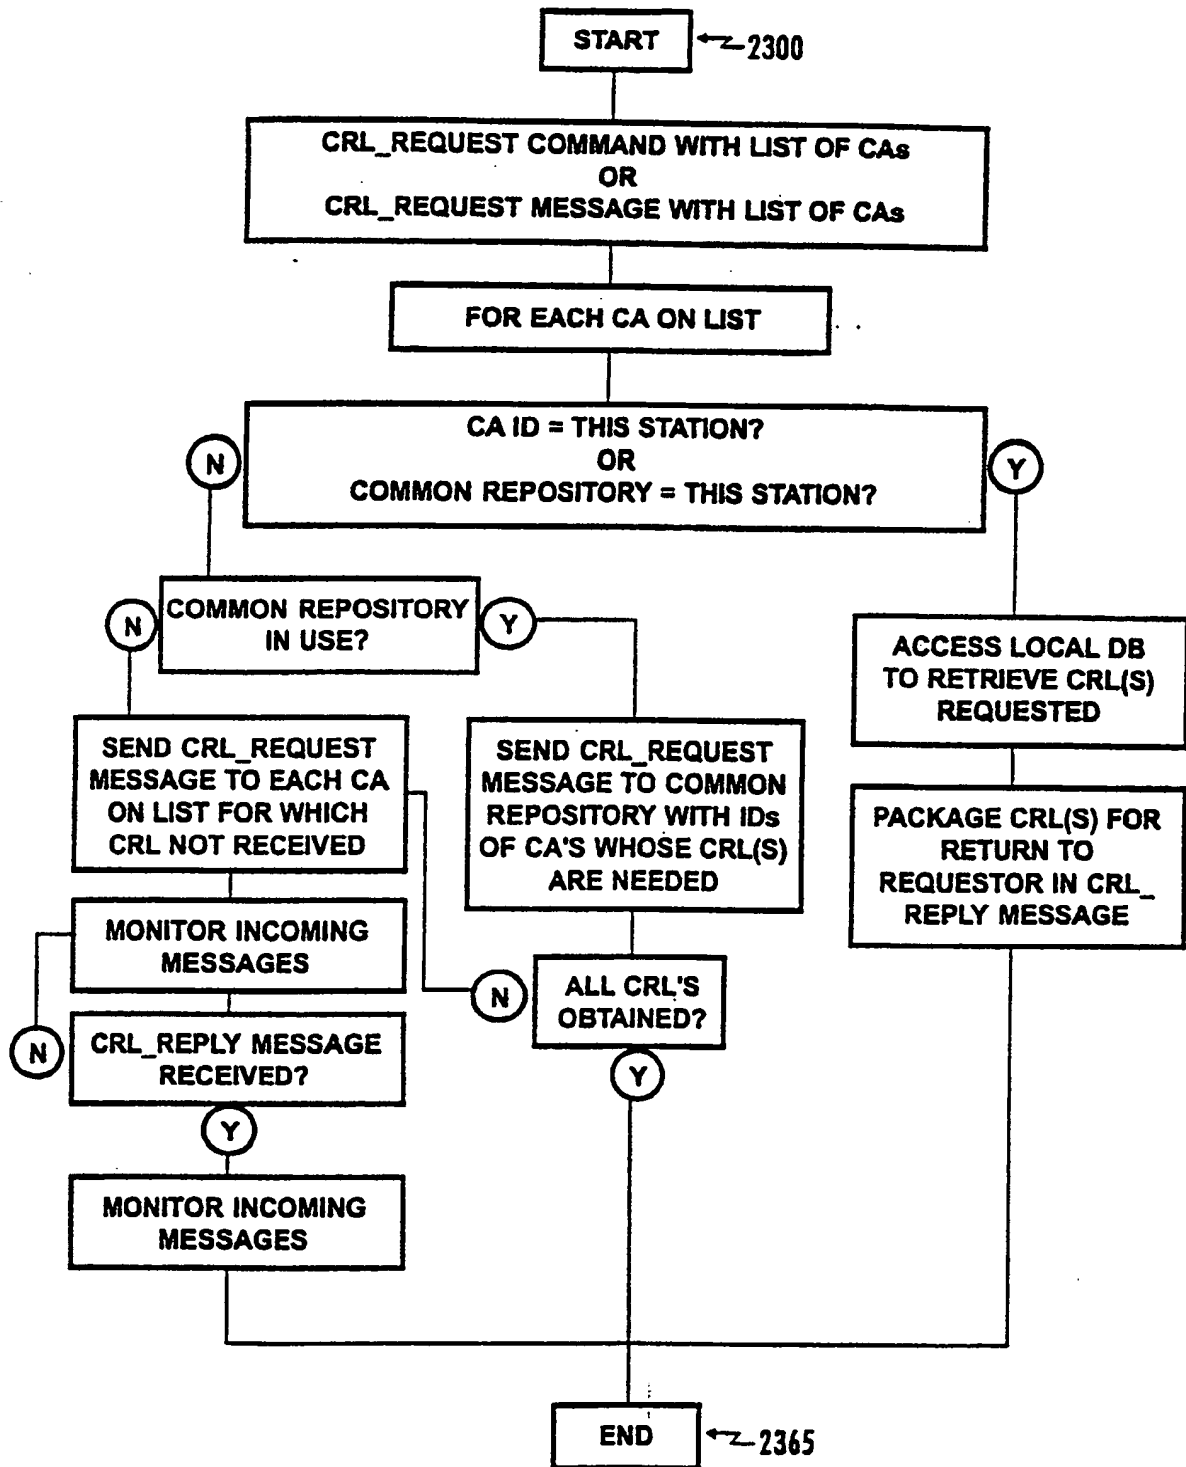 START
2300
CRL_REQUEST COMMAND WITH LIST OF CAs
OR
CRL_REQUEST MESSAGE WITH LIST OF CAs
FOR EACH CA ON LIST
CA ID = THIS STATION?
OR
COMMON REPOSITORY = THIS STATION?
N
Y
COMMON REPOSITORY
IN USE?
N
Y
ACCESS LOCAL DB
TO RETRIEVE CRL(S)
REQUESTED
SEND CRL_REQUEST
MESSAGE TO EACH CA
ON LIST FOR WHICH
CRL NOT RECEIVED
SEND CRL_REQUEST
MESSAGE TO COMMON
REPOSITORY WITH IDs
OF CA'S WHOSE CRL(S)
ARE NEEDED
PACKAGE CRL(S) FOR
RETURN TO
REQUESTOR IN CRL_
REPLY MESSAGE
MONITOR INCOMING
MESSAGES
N
ALL CRL'S
OBTAINED?
N
CRL_REPLY MESSAGE
RECEIVED?
Y
Y
MONITOR INCOMING
MESSAGES
END
2365